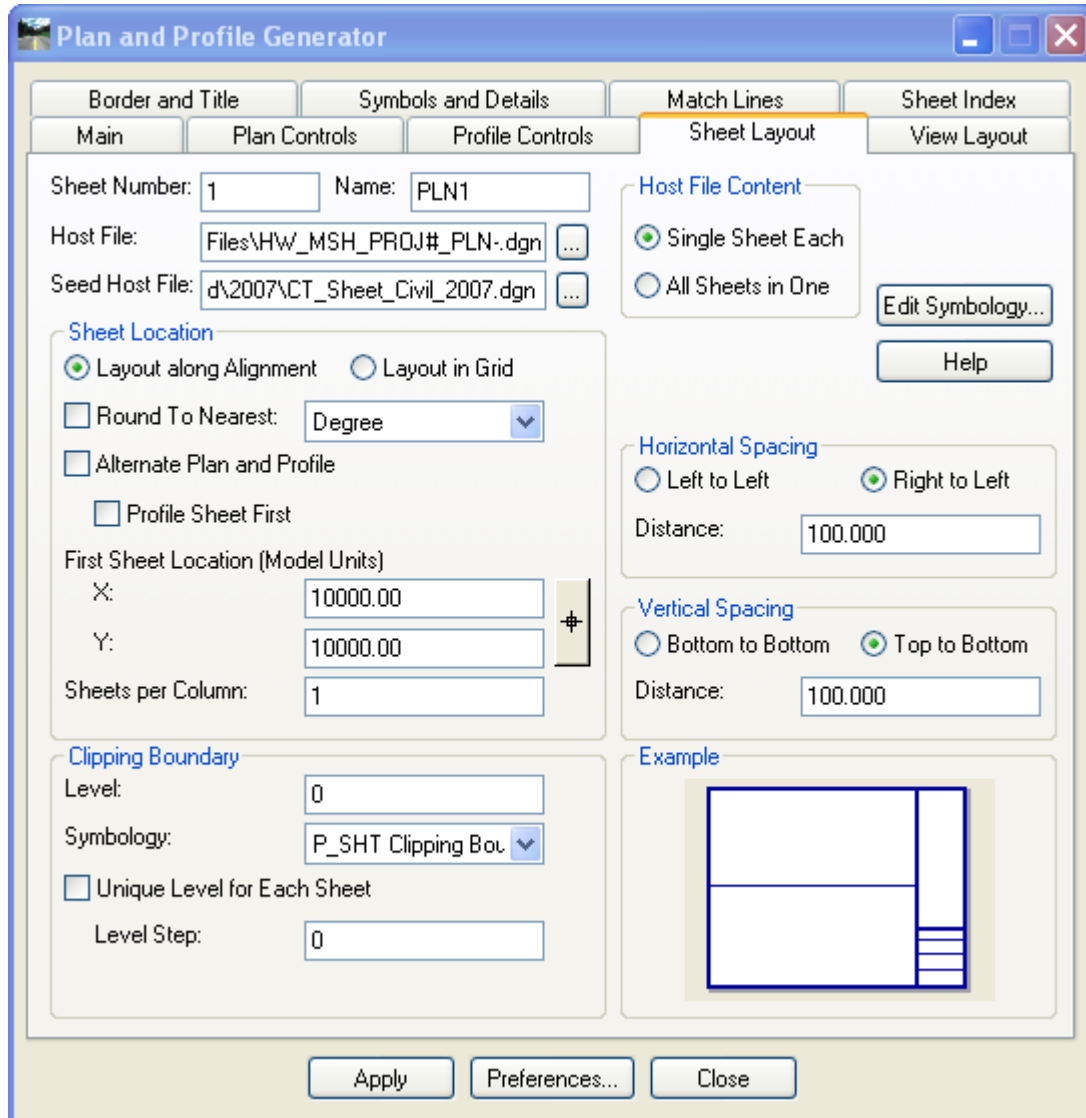 Plan and Profile Generator
Border and Title
Symbols and Details
Match Lines
Sheet Index
Main
Plan Controls
Profile Controls
Sheet Layout
View Layout
Sheet Number: 1 Name: PLN1
Host File: Files\HW_MSH_PROJ#_PLN-.dgn ...
Seed Host File: d\2007\CT_Sheet_Civil_2007.dgn ...
Host File Content
Single Sheet Each
All Sheets in One
Edit Symbology...
Help
Sheet Location
Layout along Alignment
Layout in Grid
Round To Nearest: Degree
Alternate Plan and Profile
Profile Sheet First
First Sheet Location (Model Units)
X: 10000.00
Y: 10000.00
Sheets per Column: 1
Horizontal Spacing
Left to Left
Right to Left
Distance: 100.000
Vertical Spacing
Bottom to Bottom
Top to Bottom
Distance: 100.000
Clipping Boundary
Level: 0
Symbology: P_SHT Clipping Bou
Unique Level for Each Sheet
Level Step: 0
Example
Apply
Preferences...
Close